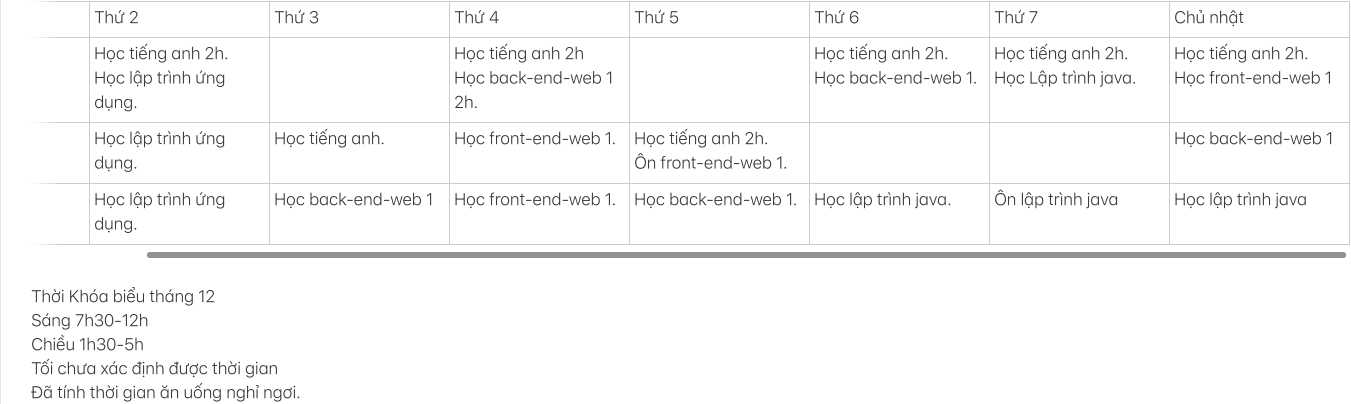 Thứ 2 Thứ 3 Thứ 4 Thứ 5 Thứ 6 Thứ 7 Chủ nhật
Học tiếng anh 2h. Học tiếng anh 2h Học tiếng anh 2h. Học tiếng anh 2h. Học tiếng anh 2h.
Học lập trình ứng Học back-end-web 1 Học back-end-web 1. Học Lập trình java. Học front-end-web 1
dụng. 2h.
Học lập trình ứng Học tiếng anh. Học front-end-web 1. Học tiếng anh 2h. Học back-end-web 1
dụng. Ôn front-end-web 1.
Học lập trình ứng Học back-end-web 1 Học front-end-web 1. Học back-end-web 1. Học lập trình java. Ôn lập trình java Học lập trình java
dụng.
Thời Khóa biểu tháng 12
Sáng 7h30-12h
Chiều 1h30-5h
Tối chưa xác định được thời gian
Đã tính thời gian ăn uống nghỉ ngơi.